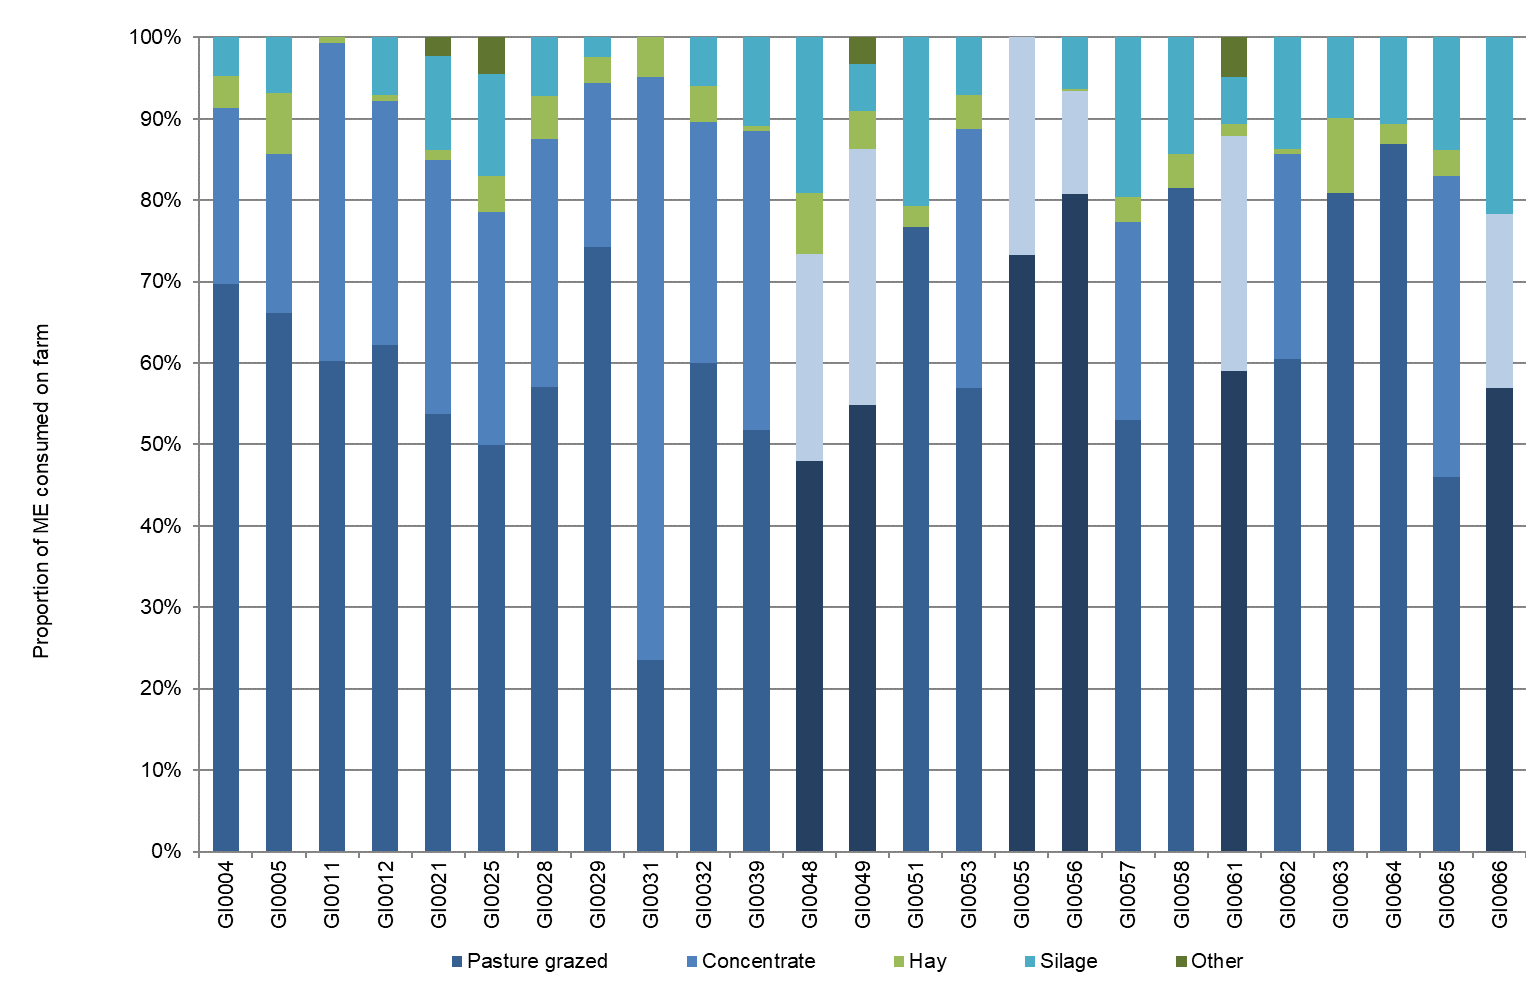 100%
90%
80%
70%
60%
50%
40%
30%
20%
10%
0%
Proportion of ME consumed on farm
GI0004
GI0005
GI0011
GI0012
GI0021
GI0025
GI0028
GI0029
GI0031
GI0032
GI0039
GI0048
GI0049
GI0051
GI0053
GI0055
GI0056
GI0057
GI0058
GI0061
GI0062
GI0063
GI0064
GI0065
GI0066
Pasture grazed Concentrate Hay Silage Other